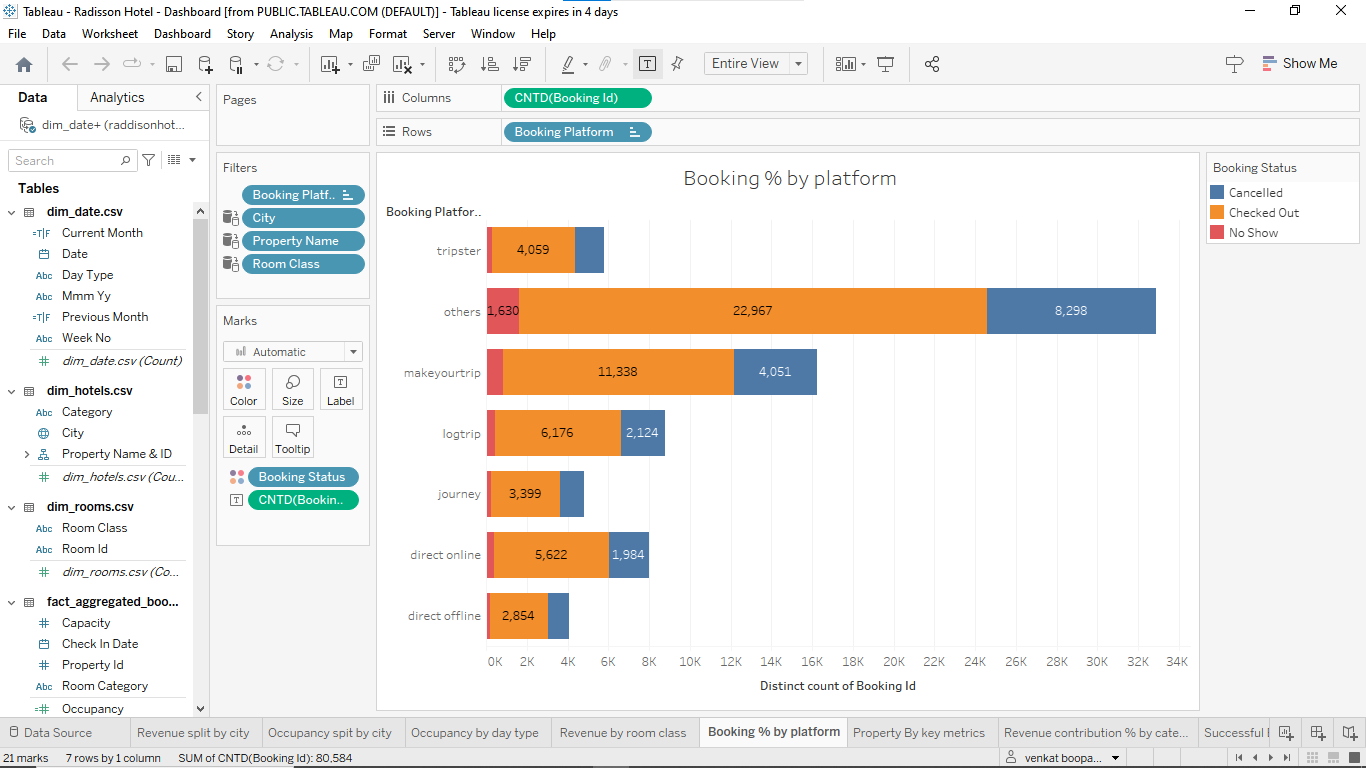 Tableau - Radisson Hotel - Dashboard [from PUBLIC.TABLEAU.COM (DEFAULT)] - Tableau license expires in 4 days
File Data Worksheet Dashboard Story Analysis Map Format Server Window Help
Entire View
Show Me
Data Analytics
dim_date+ (raddisonhot...
Search
Tables
dim_date.csv
=T|F Current Month
Date
Abc Day Type
Abc Mmm Yy
=T|F Previous Month
Abc Week No
dim_date.csv (Count)
dim_hotels.csv
Abc Category
City
Property Name & ID
dim_hotels.csv (Cou...
dim_rooms.csv
Abc Room Class
Abc Room Id
dim_rooms.csv (Co...
fact_aggregated_boo...
Capacity
Check In Date
Property Id
Abc Room Category
Occupancy
Pages
Filters
Booking Platf..
City
Property Name
Room Class
Marks
Automatic
Color Size Label
Detail Tooltip
Booking Status
CNTD(Bookin..
Columns CNTD(Booking Id)
Rows Booking Platform
Booking % by platform
Booking Platfor..
tripster 4,059
others 1,630 22,967 8,298
makeyourtrip 11,338 4,051
logtrip 6,176 2,124
journey 3,399
direct online 5,622 1,984
direct offline 2,854
0K 2K 4K 6K 8K 10K 12K 14K 16K 18K 20K 22K 24K 26K 28K 30K 32K 34K
Distinct count of Booking Id
Booking Status
Cancelled
Checked Out
No Show
Data Source Revenue split by city Occupancy spit by city Occupancy by day type Revenue by room class Booking % by platform Property By key metrics Revenue contribution % by cate... Successful
21 marks 7 rows by 1 column SUM of CNTD(Booking Id): 80,584 venkat boopa...